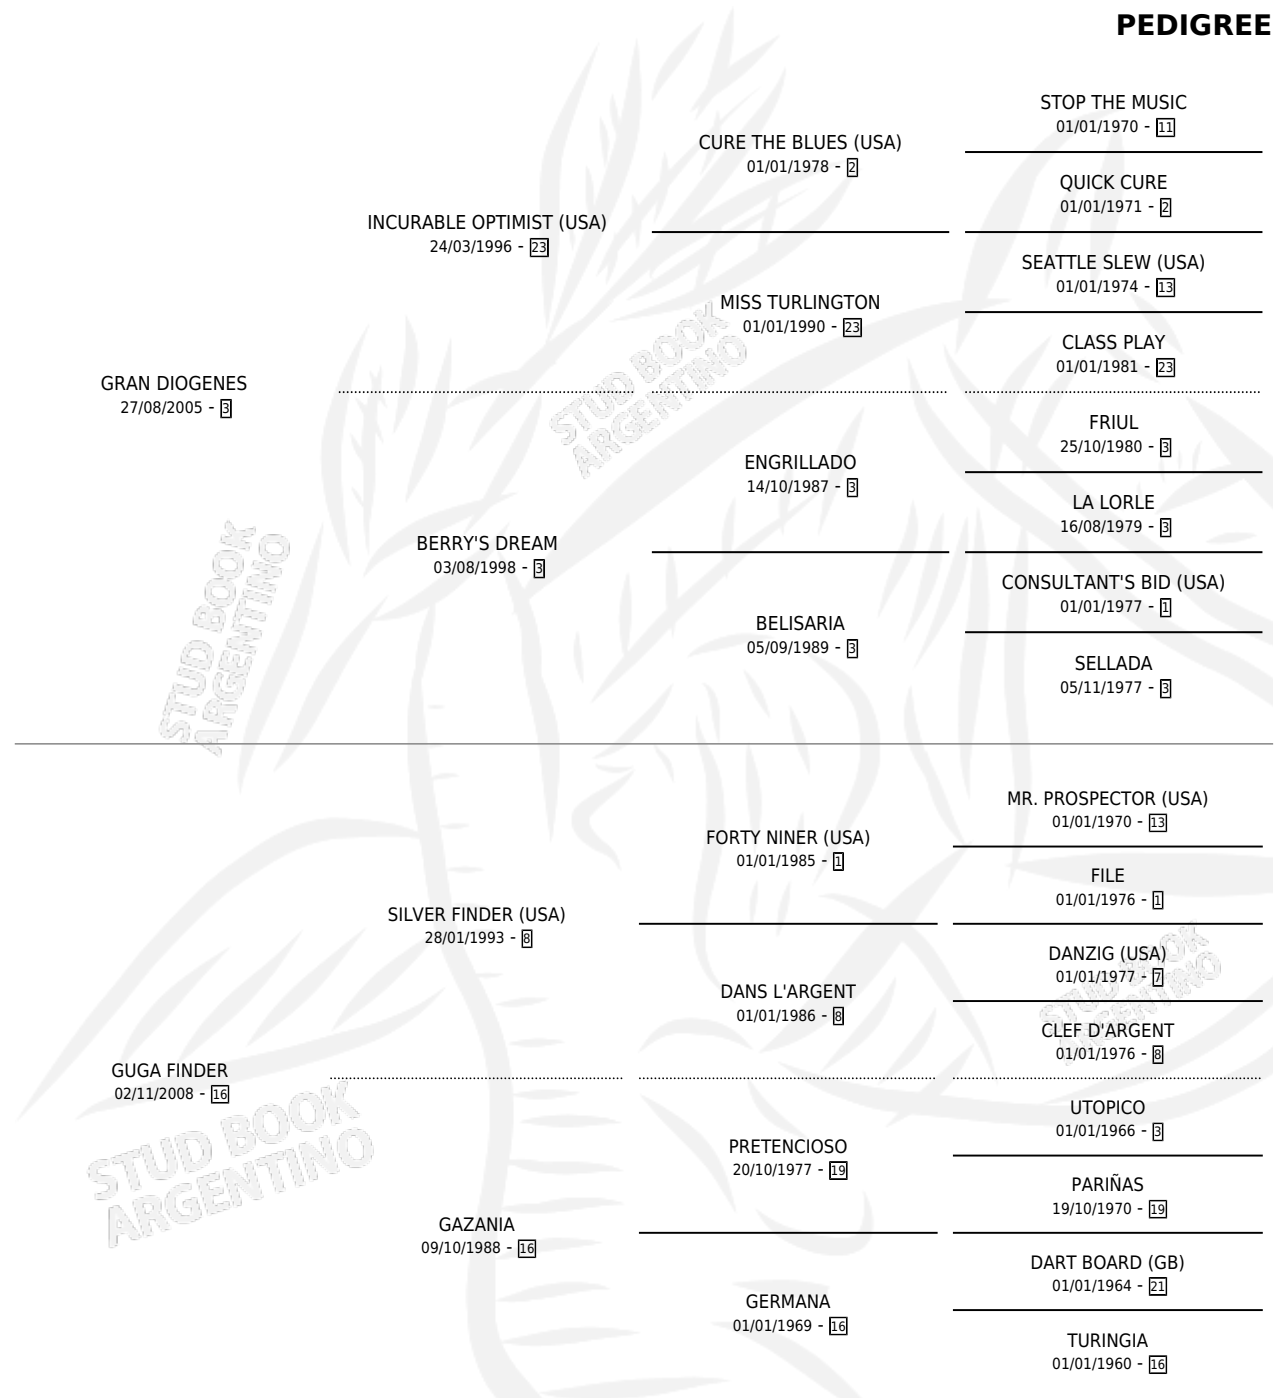 PEDIGREE
STOP THE MUSIC
01/01/1970 - 11
CURE THE BLUES (USA)
01/01/1978 - 2
QUICK CURE
01/01/1971 - 2
INCURABLE OPTIMIST (USA)
24/03/1996 - 23
SEATTLE SLEW (USA)
01/01/1974 - 13
MISS TURLINGTON
01/01/1990 - 23
CLASS PLAY
01/01/1981 - 23
GRAN DIOGENES
27/08/2005 - 3
FRIUL
25/10/1980 - 3
ENGRILLADO
14/10/1987 - 3
LA LORLE
16/08/1979 - 3
BERRY'S DREAM
03/08/1998 - 3
CONSULTANT'S BID (USA)
01/01/1977 - 1
BELISARIA
05/09/1989 - 3
SELLADA
05/11/1977 - 3
MR. PROSPECTOR (USA)
01/01/1970 - 13
FORTY NINER (USA)
01/01/1985 - 1
FILE
01/01/1976 - 1
SILVER FINDER (USA)
28/01/1993 - 8
DANZIG (USA)
01/01/1977 - 7
DANS L'ARGENT
01/01/1986 - 8
CLEF D'ARGENT
01/01/1976 - 8
GUGA FINDER
02/11/2008 - 16
UTOPICO
01/01/1966 - 3
PRETENCIOSO
20/10/1977 - 19
PARIÑAS
19/10/1970 - 19
GAZANIA
09/10/1988 - 16
DART BOARD (GB)
01/01/1964 - 21
GERMANA
01/01/1969 - 16
TURINGIA
01/01/1960 - 16
STUD BOOK
ARGENTINO
STUD BOOK
ARGENTINO
STUD BOOK
ARGENTINO
STUD BOOK
ARGENTINO